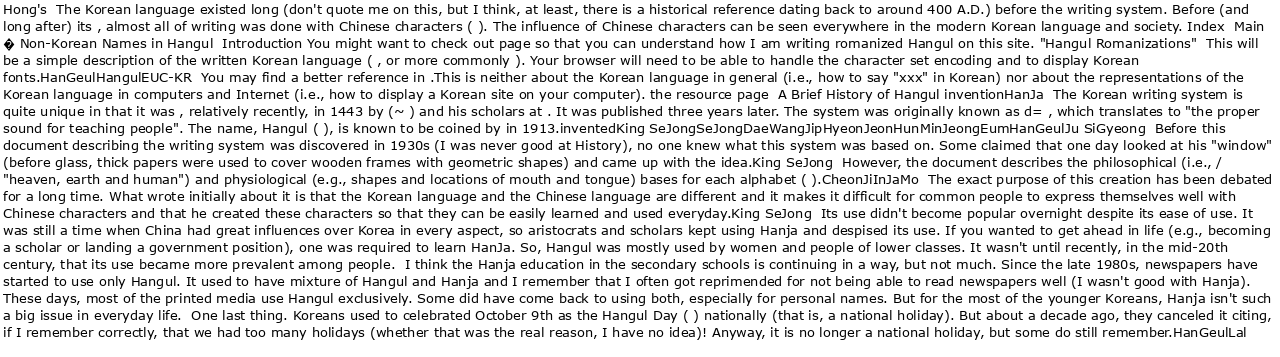 Hong's  The Korean language existed long (don't quote me on this, but I think, at least, there is a historical reference dating back to around 400 A.D.) before the writing system. Before (and
long after) its , almost all of writing was done with Chinese characters ( ). The influence of Chinese characters can be seen everywhere in the modern Korean language and society. Index  Main
� Non-Korean Names in Hangul  Introduction You might want to check out page so that you can understand how I am writing romanized Hangul on this site. "Hangul Romanizations"  This will
be a simple description of the written Korean language ( , or more commonly ). Your browser will need to be able to handle the character set encoding and to display Korean
fonts.HanGeulHangulEUC-KR  You may find a better reference in .This is neither about the Korean language in general (i.e., how to say "xxx" in Korean) nor about the representations of the
Korean language in computers and Internet (i.e., how to display a Korean site on your computer). the resource page  A Brief History of Hangul inventionHanJa  The Korean writing system is
quite unique in that it was , relatively recently, in 1443 by (~ ) and his scholars at . It was published three years later. The system was originally known as d= , which translates to "the proper
sound for teaching people". The name, Hangul ( ), is known to be coined by in 1913.inventedKing SeJongSeJongDaeWangJipHyeonJeonHunMinJeongEumHanGeulJu SiGyeong  Before this
document describing the writing system was discovered in 1930s (I was never good at History), no one knew what this system was based on. Some claimed that one day looked at his "window"
(before glass, thick papers were used to cover wooden frames with geometric shapes) and came up with the idea.King SeJong  However, the document describes the philosophical (i.e., /
"heaven, earth and human") and physiological (e.g., shapes and locations of mouth and tongue) bases for each alphabet ( ).CheonJiInJaMo  The exact purpose of this creation has been debated
for a long time. What wrote initially about it is that the Korean language and the Chinese language are different and it makes it difficult for common people to express themselves well with
Chinese characters and that he created these characters so that they can be easily learned and used everyday.King SeJong  Its use didn't become popular overnight despite its ease of use. It
was still a time when China had great influences over Korea in every aspect, so aristocrats and scholars kept using Hanja and despised its use. If you wanted to get ahead in life (e.g., becoming
a scholar or landing a government position), one was required to learn HanJa. So, Hangul was mostly used by women and people of lower classes. It wasn't until recently, in the mid-20th
century, that its use became more prevalent among people.  I think the Hanja education in the secondary schools is continuing in a way, but not much. Since the late 1980s, newspapers have
started to use only Hangul. It used to have mixture of Hangul and Hanja and I remember that I often got reprimended for not being able to read newspapers well (I wasn't good with Hanja).
These days, most of the printed media use Hangul exclusively. Some did have come back to using both, especially for personal names. But for the most of the younger Koreans, Hanja isn't such
a big issue in everyday life.  One last thing. Koreans used to celebrated October 9th as the Hangul Day ( ) nationally (that is, a national holiday). But about a decade ago, they canceled it citing,
if I remember correctly, that we had too many holidays (whether that was the real reason, I have no idea)! Anyway, it is no longer a national holiday, but some do still remember.HanGeulLal